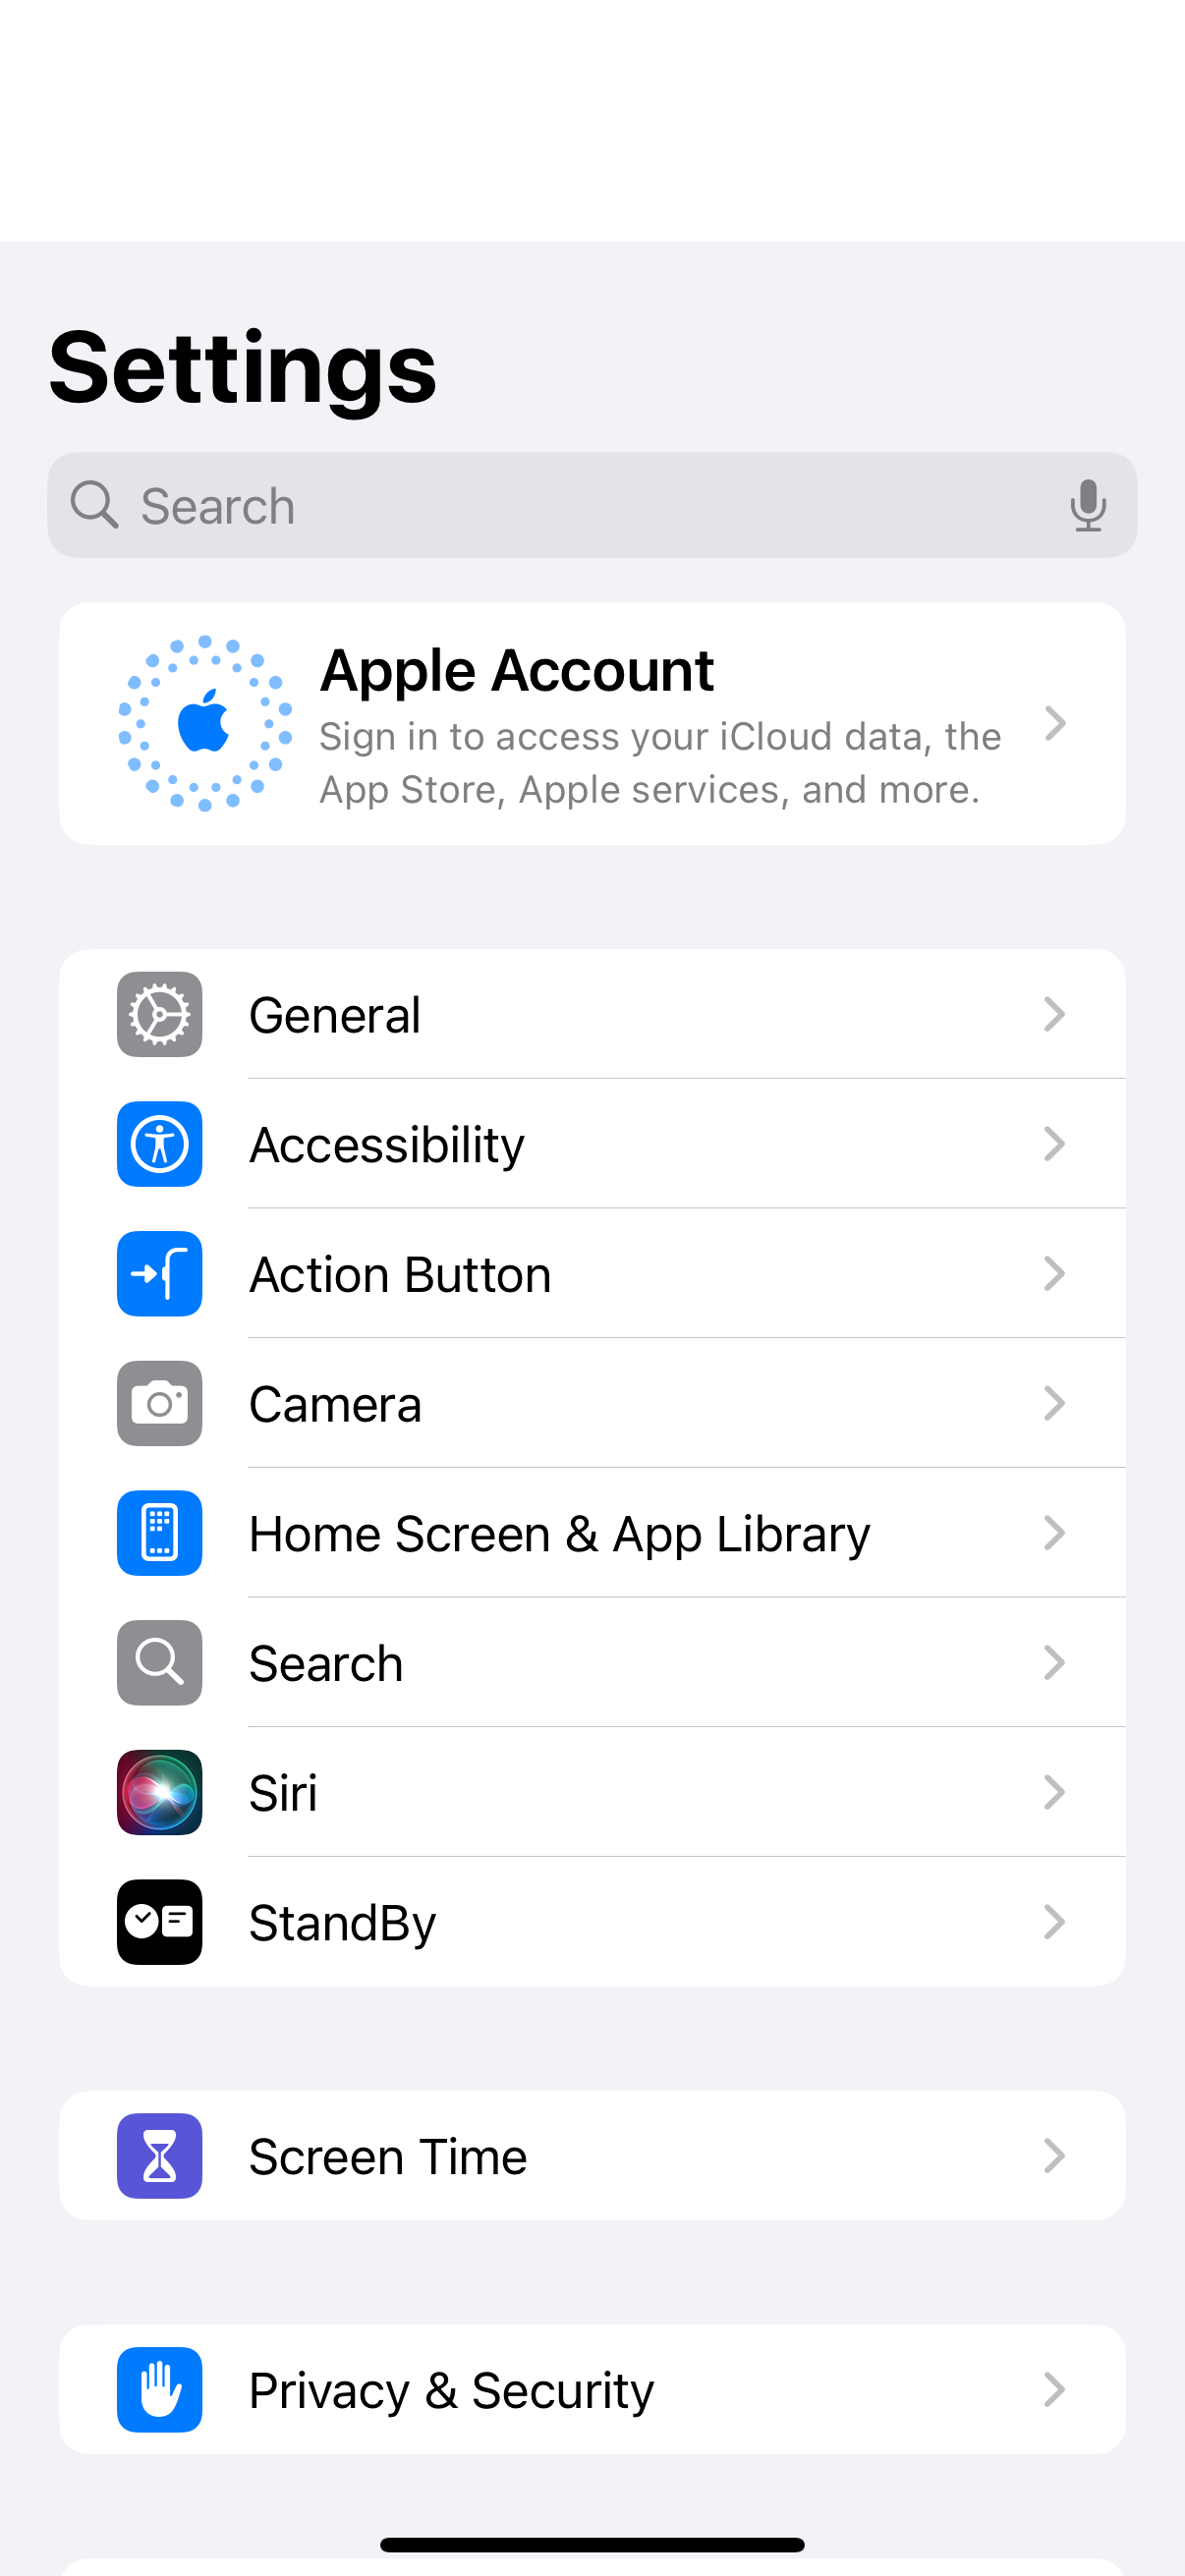 Settings
Search
Apple Account
Sign in to access your iCloud data, the
App Store, Apple services, and more.
General
Accessibility
Action Button
Camera
Home Screen & App Library
Search
Siri
StandBy
Screen Time
Privacy & Security